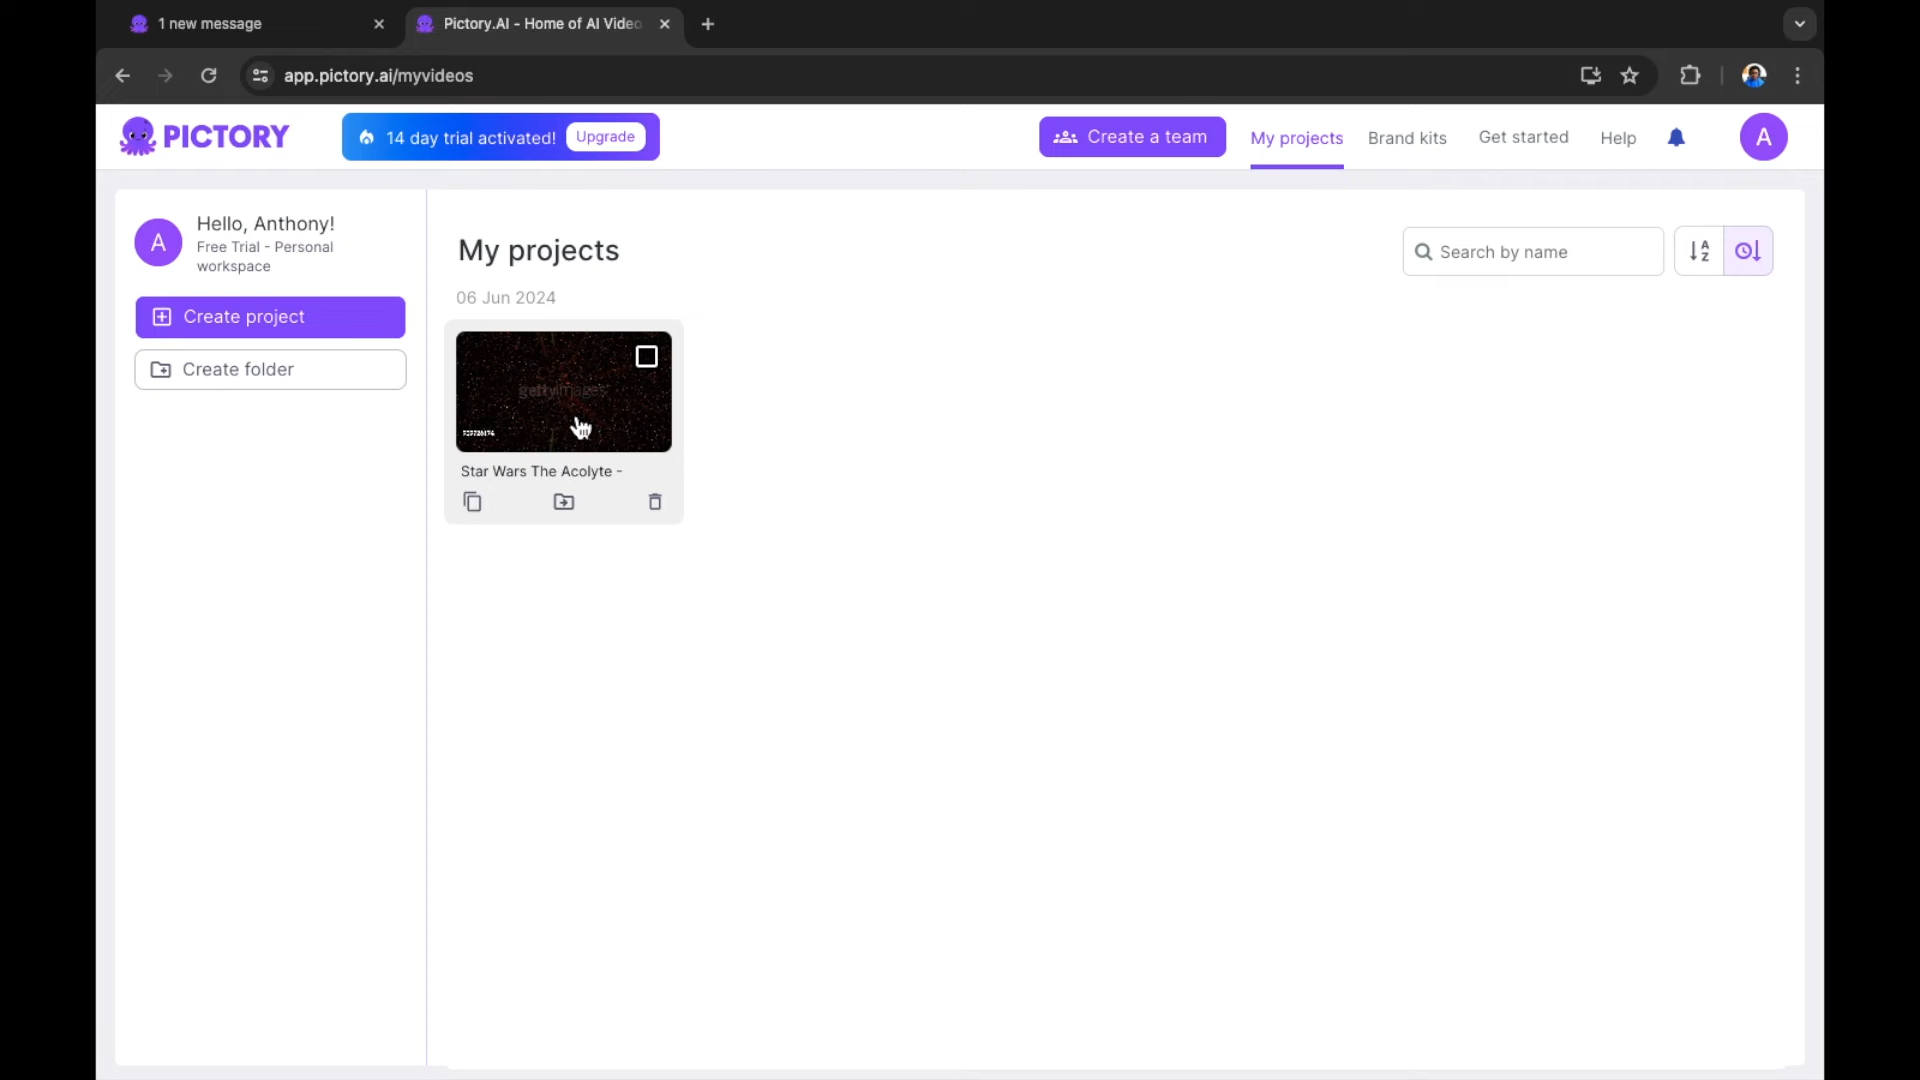 1 new message
Pictory.AI - Home of AI Video
app.pictory.ai/myvideos
PICTORY
14 day trial activated!
Upgrade
Create a team
My projects
Brand kits
Get started
Help
A
A
Hello, Anthony!
Free Trial - Personal
workspace
Create project
Create folder
My projects
Search by name
A
Z
06 Jun 2024
gettyimages
Star Wars The Acolyte -